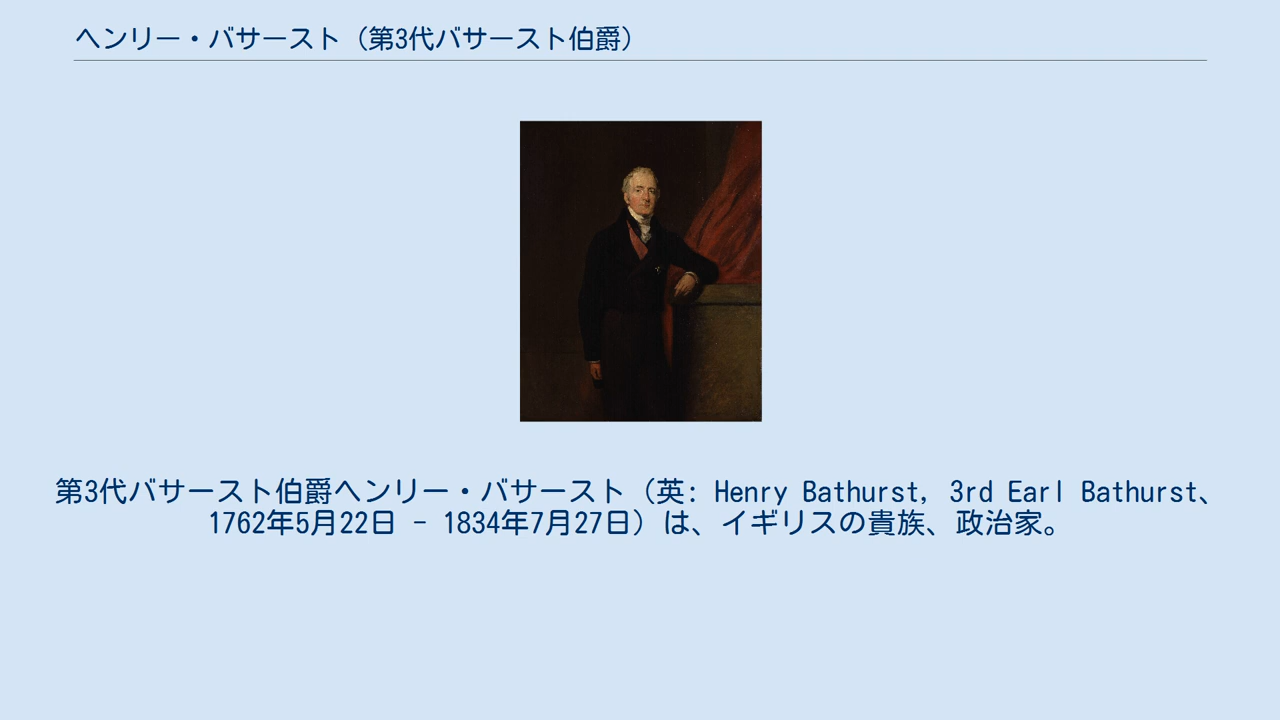 ヘンリー・バサースト（第3代バサースト伯爵）
第3代バサースト伯爵ヘンリー・バサースト（英: Henry Bathurst, 3rd Earl Bathurst、
1762年5月22日 - 1834年7月27日）は、イギリスの貴族、政治家。